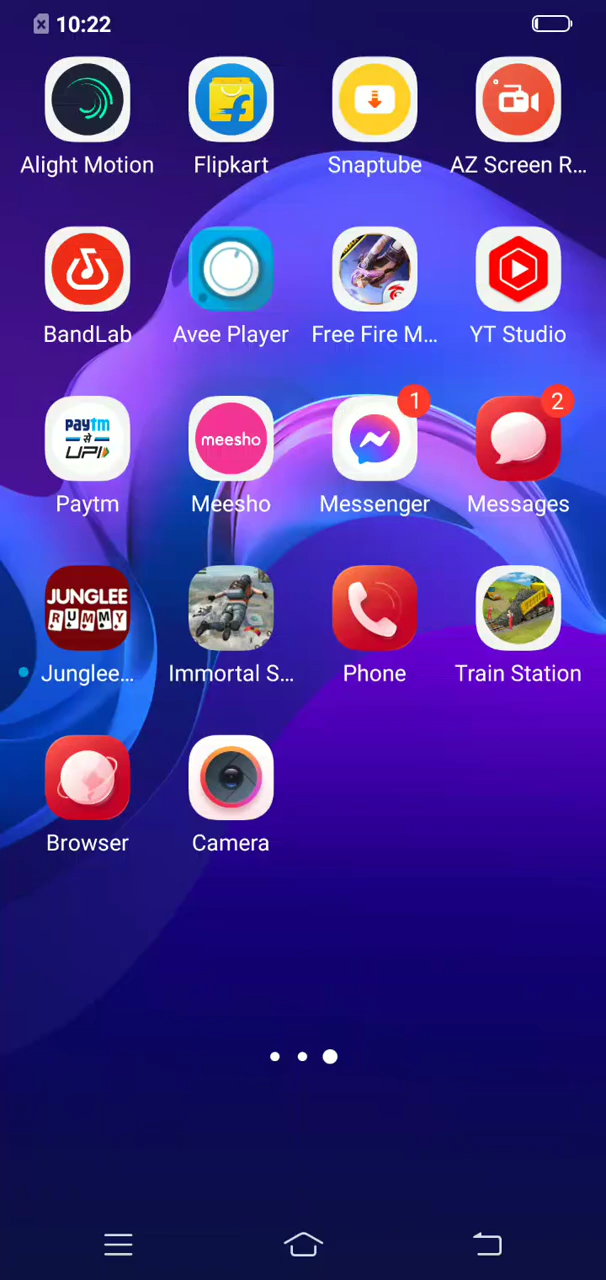 10:22
Alight Motion
Flipkart
Snaptube
AZ Screen R...
BandLab
Avee Player
Free Fire M...
YT Studio
paytm
से
UPI
meesho
1
2
Paytm
Meesho
Messenger
Messages
JUNGLEE
RUMMY
Junglee...
Immortal S...
Phone
Train Station
Browser
Camera